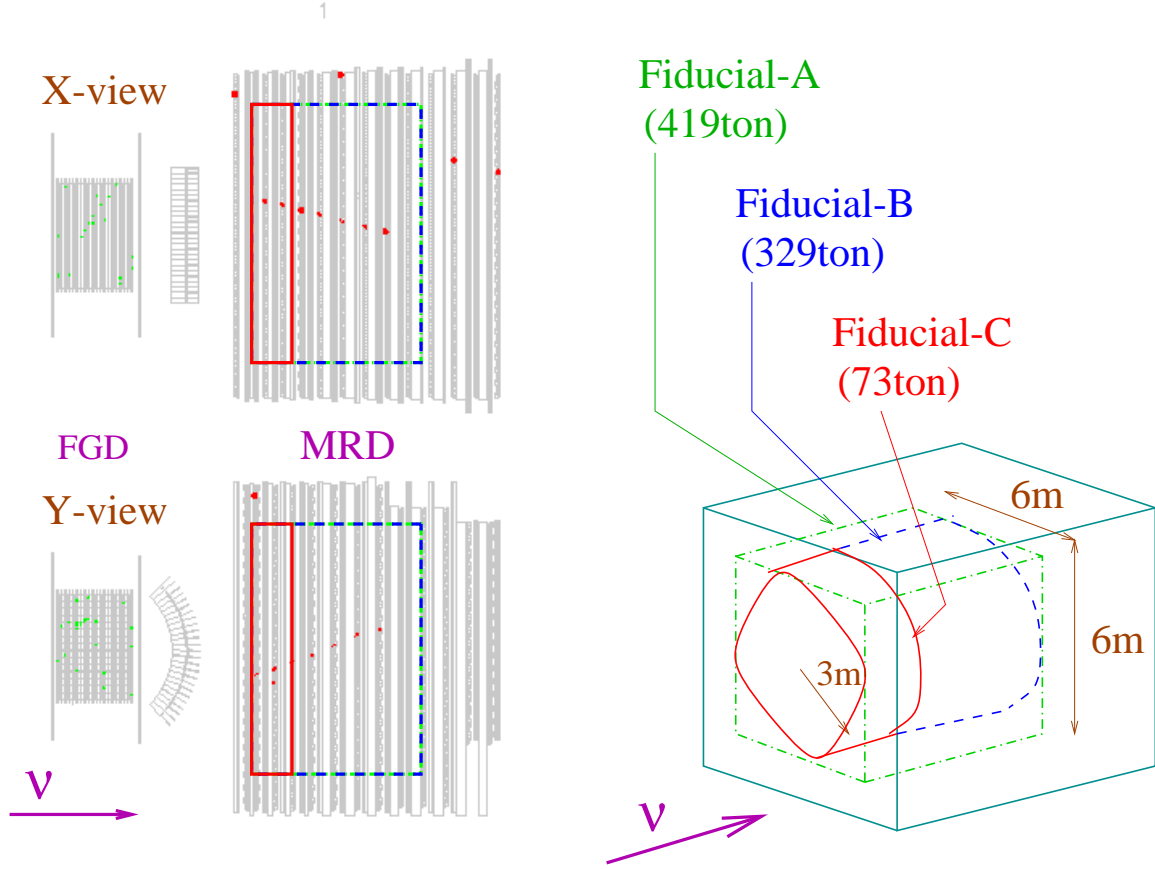 1
X-view
FGD
MRD
Y-view
ν
Fiducial-A
(419ton)
Fiducial-B
(329ton)
Fiducial-C
(73ton)
6m
6m
3m
ν